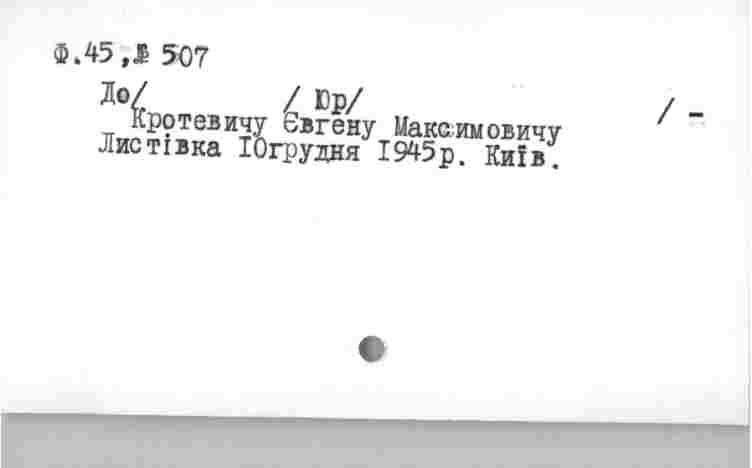 Ф.45,№ 507
До/ / Юр/ / -
Кротевичу Євгену Максимовичу
Листівка 10грудня 1945р. Київ.